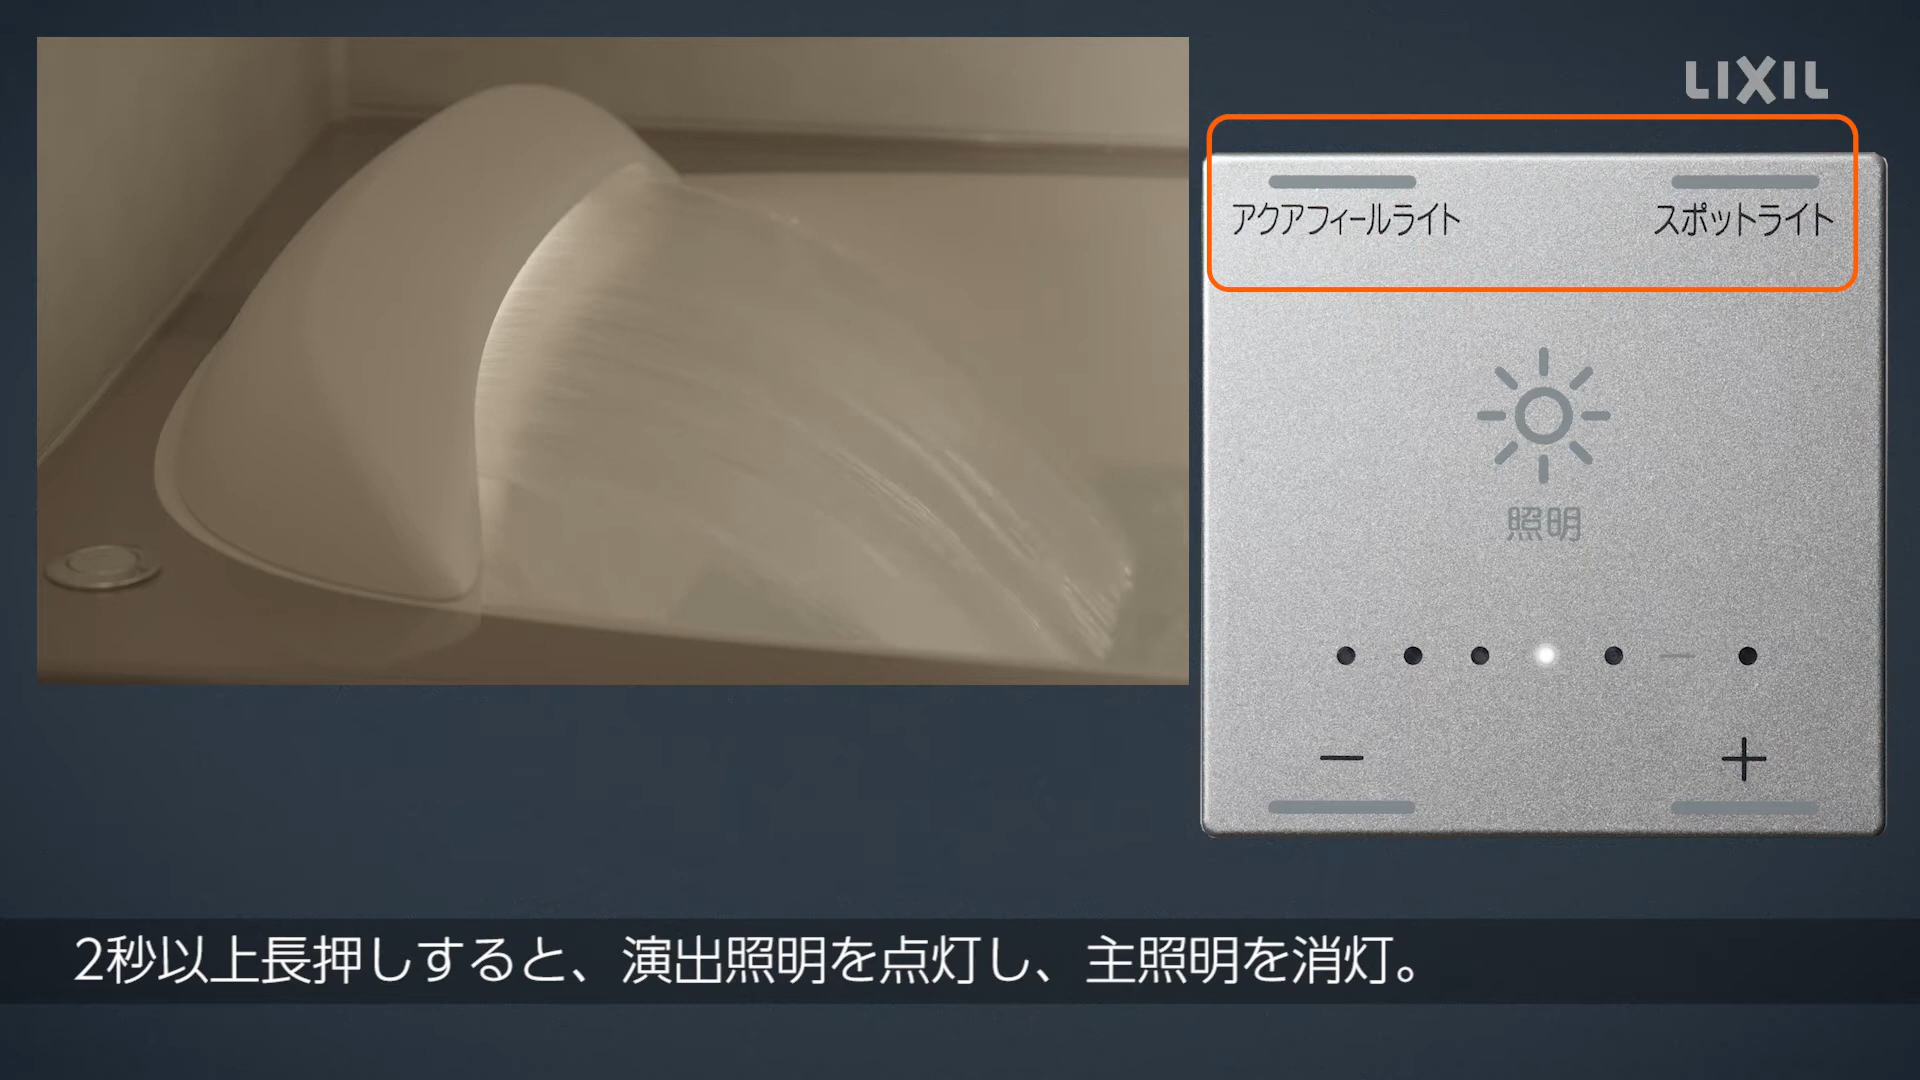 LIXIL
アクアフィールライト
スポットライト
照明
− +
2秒以上長押しすると、演出照明を点灯し、主照明を消灯。